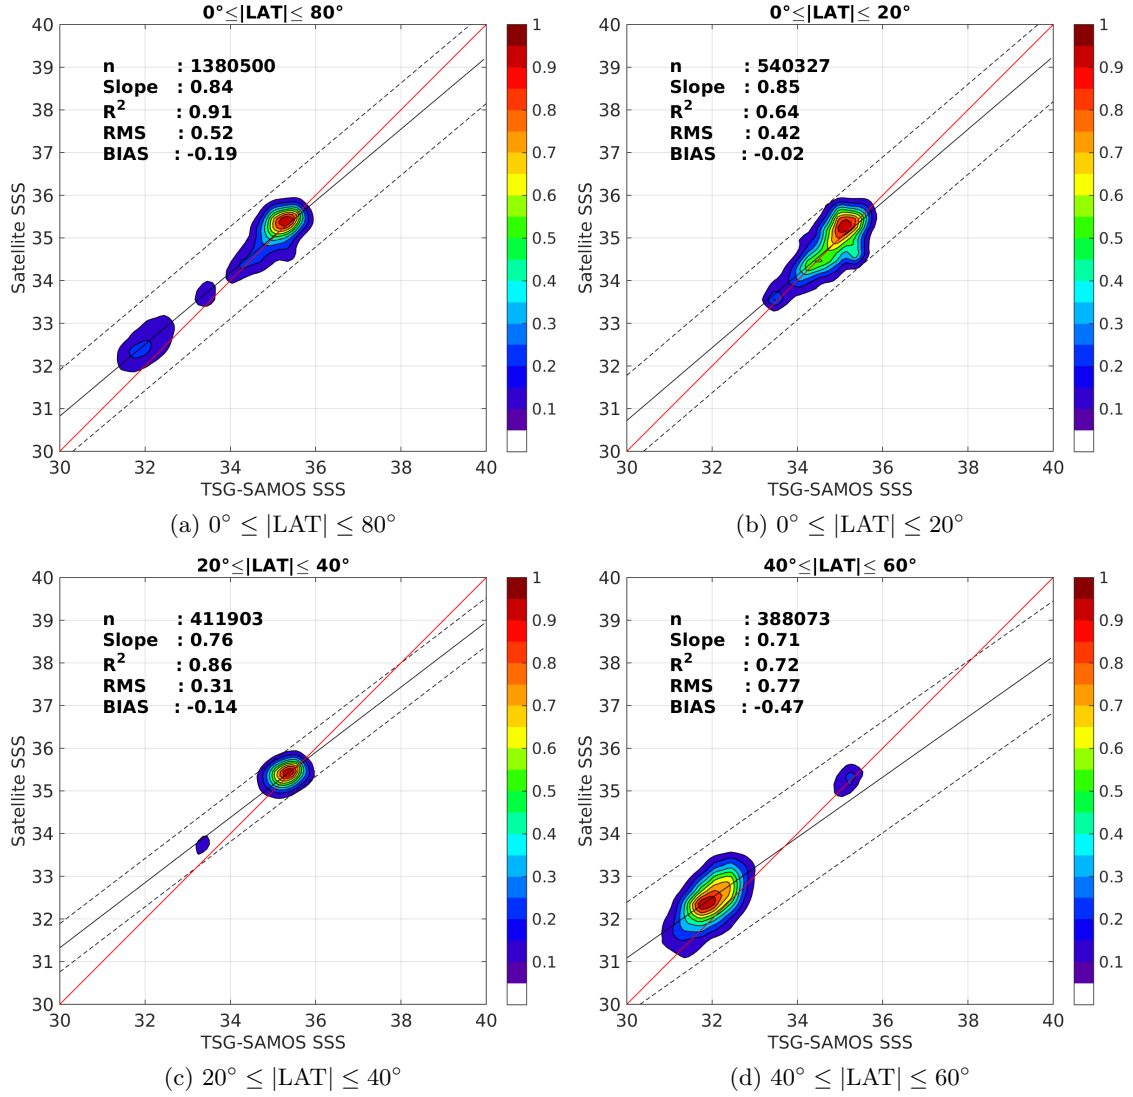 0°≤|LAT|≤ 80°
n : 1380500
Slope : 0.84
R² : 0.91
RMS : 0.52
BIAS : -0.19
Satellite SSS
40
39
38
37
36
35
34
33
32
31
30
30 32 34 36 38 40
TSG-SAMOS SSS
1
0.9
0.8
0.7
0.6
0.5
0.4
0.3
0.2
0.1
(a) 0° ≤ |LAT| ≤ 80°
0°≤|LAT|≤ 20°
n : 540327
Slope : 0.85
R² : 0.64
RMS : 0.42
BIAS : -0.02
Satellite SSS
40
39
38
37
36
35
34
33
32
31
30
30 32 34 36 38 40
TSG-SAMOS SSS
1
0.9
0.8
0.7
0.6
0.5
0.4
0.3
0.2
0.1
(b) 0° ≤ |LAT| ≤ 20°
20°≤|LAT|≤ 40°
n : 411903
Slope : 0.76
R² : 0.86
RMS : 0.31
BIAS : -0.14
Satellite SSS
40
39
38
37
36
35
34
33
32
31
30
30 32 34 36 38 40
TSG-SAMOS SSS
1
0.9
0.8
0.7
0.6
0.5
0.4
0.3
0.2
0.1
(c) 20° ≤ |LAT| ≤ 40°
40°≤|LAT|≤ 60°
n : 388073
Slope : 0.71
R² : 0.72
RMS : 0.77
BIAS : -0.47
Satellite SSS
40
39
38
37
36
35
34
33
32
31
30
30 32 34 36 38 40
TSG-SAMOS SSS
1
0.9
0.8
0.7
0.6
0.5
0.4
0.3
0.2
0.1
(d) 40° ≤ |LAT| ≤ 60°